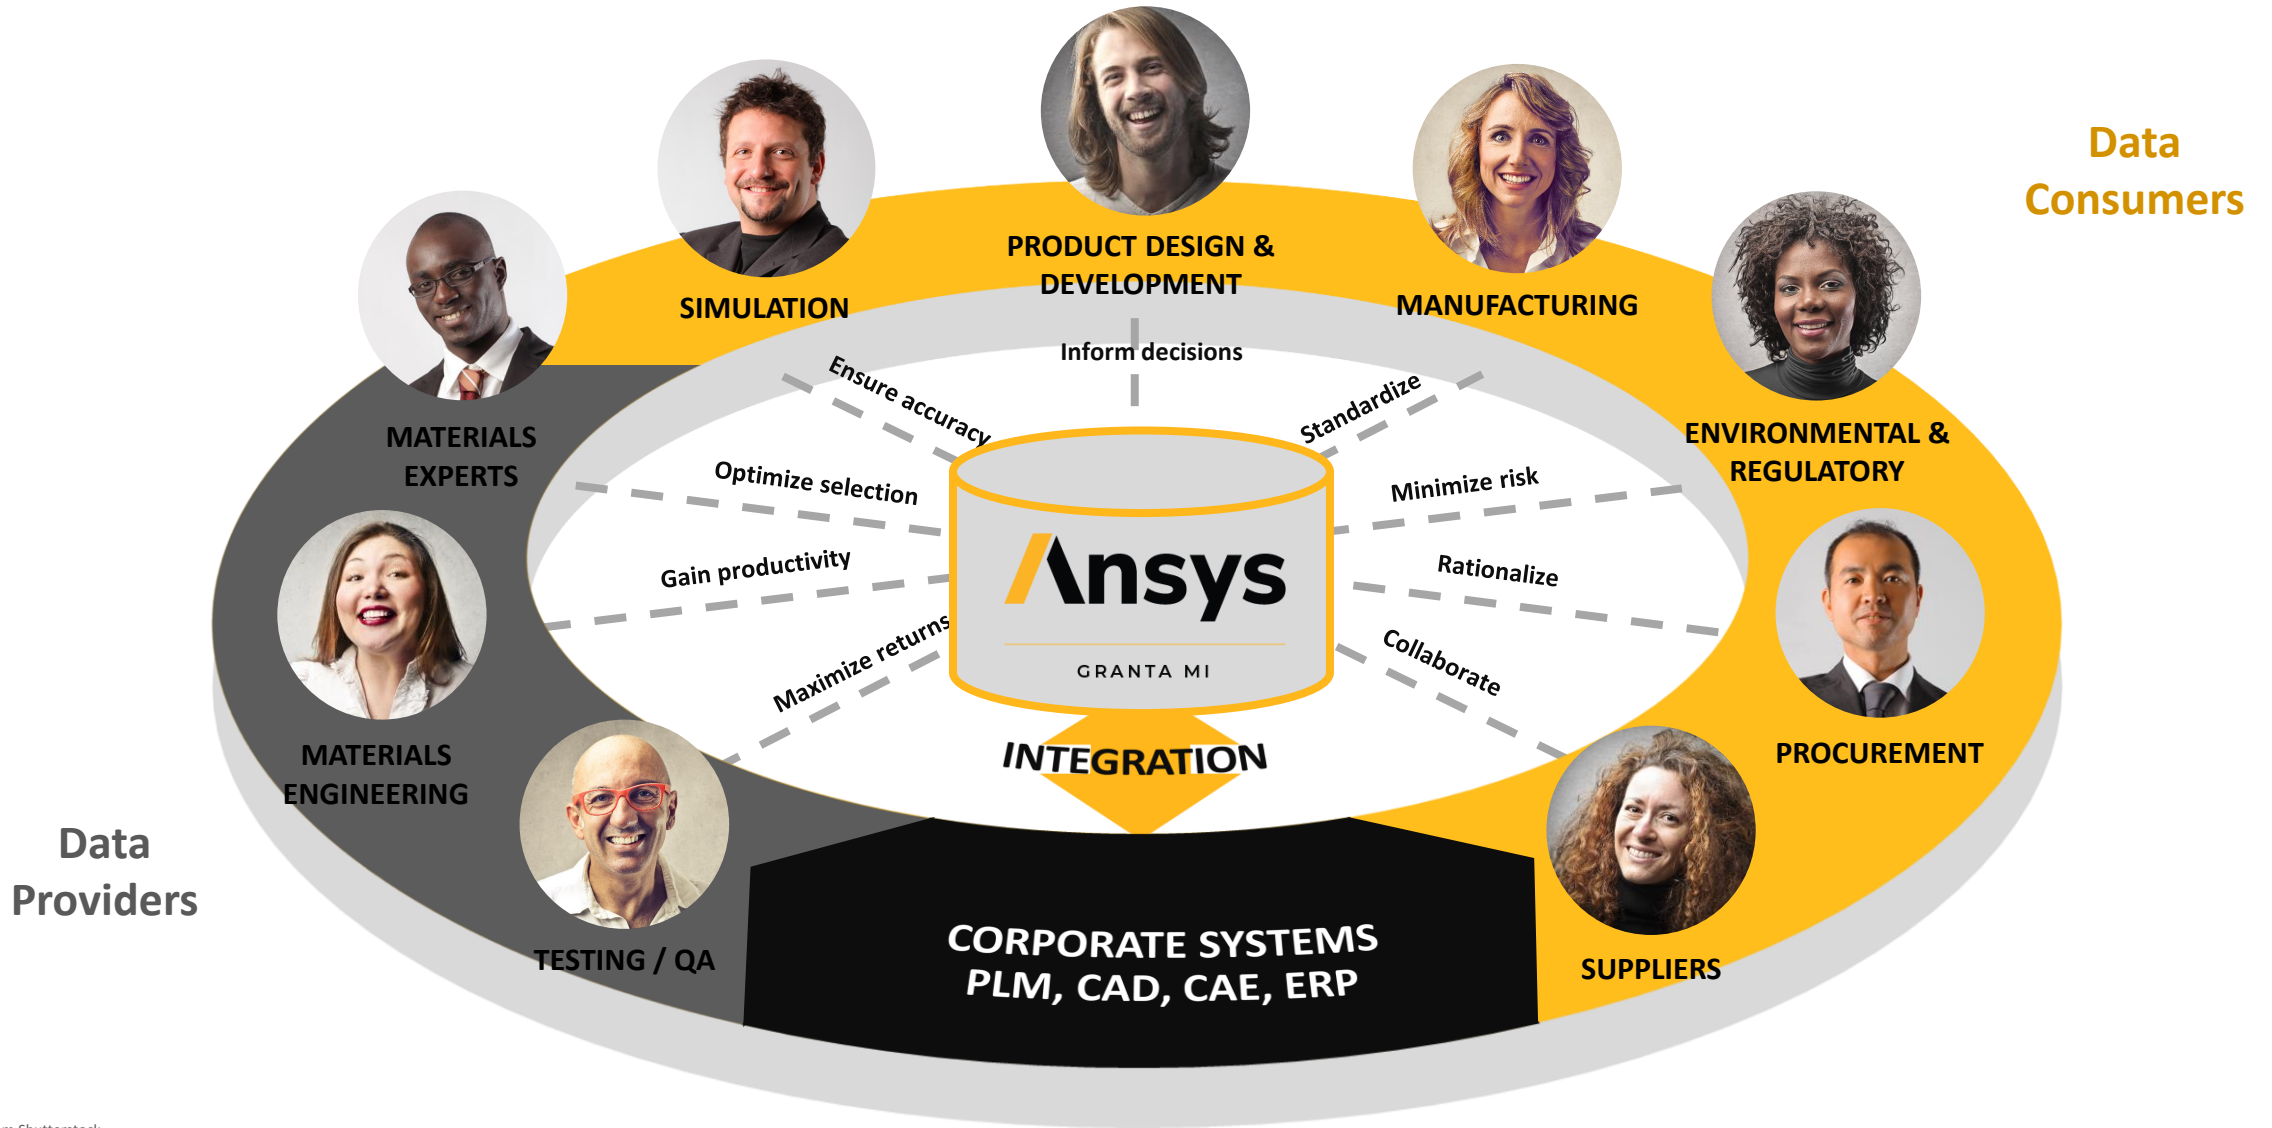 Data
Consumers
PRODUCT DESIGN &
DEVELOPMENT
SIMULATION
MANUFACTURING
Inform decisions
Ensure accuracy
Standardize
MATERIALS
EXPERTS
ENVIRONMENTAL &
REGULATORY
Optimize selection
Minimize risk
Gain productivity
Rationalize
Ansys
GRANTA MI
Maximize returns
Collaborate
MATERIALS
ENGINEERING
INTEGRATION
PROCUREMENT
Data
Providers
TESTING / QA
CORPORATE SYSTEMS
PLM, CAD, CAE, ERP
SUPPLIERS